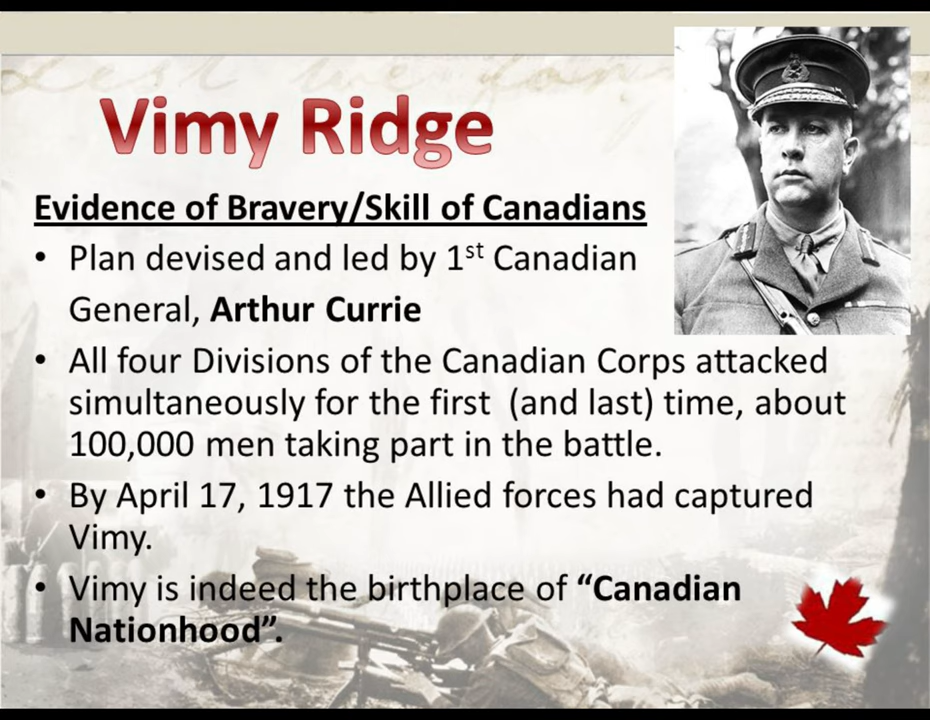 Vimy Ridge
Evidence of Bravery/Skill of Canadians
• Plan devised and led by 1st Canadian
General, Arthur Currie
• All four Divisions of the Canadian Corps attacked
simultaneously for the first (and last) time, about
100,000 men taking part in the battle.
• By April 17, 1917 the Allied forces had captured
Vimy.
• Vimy is indeed the birthplace of “Canadian
Nationhood”.